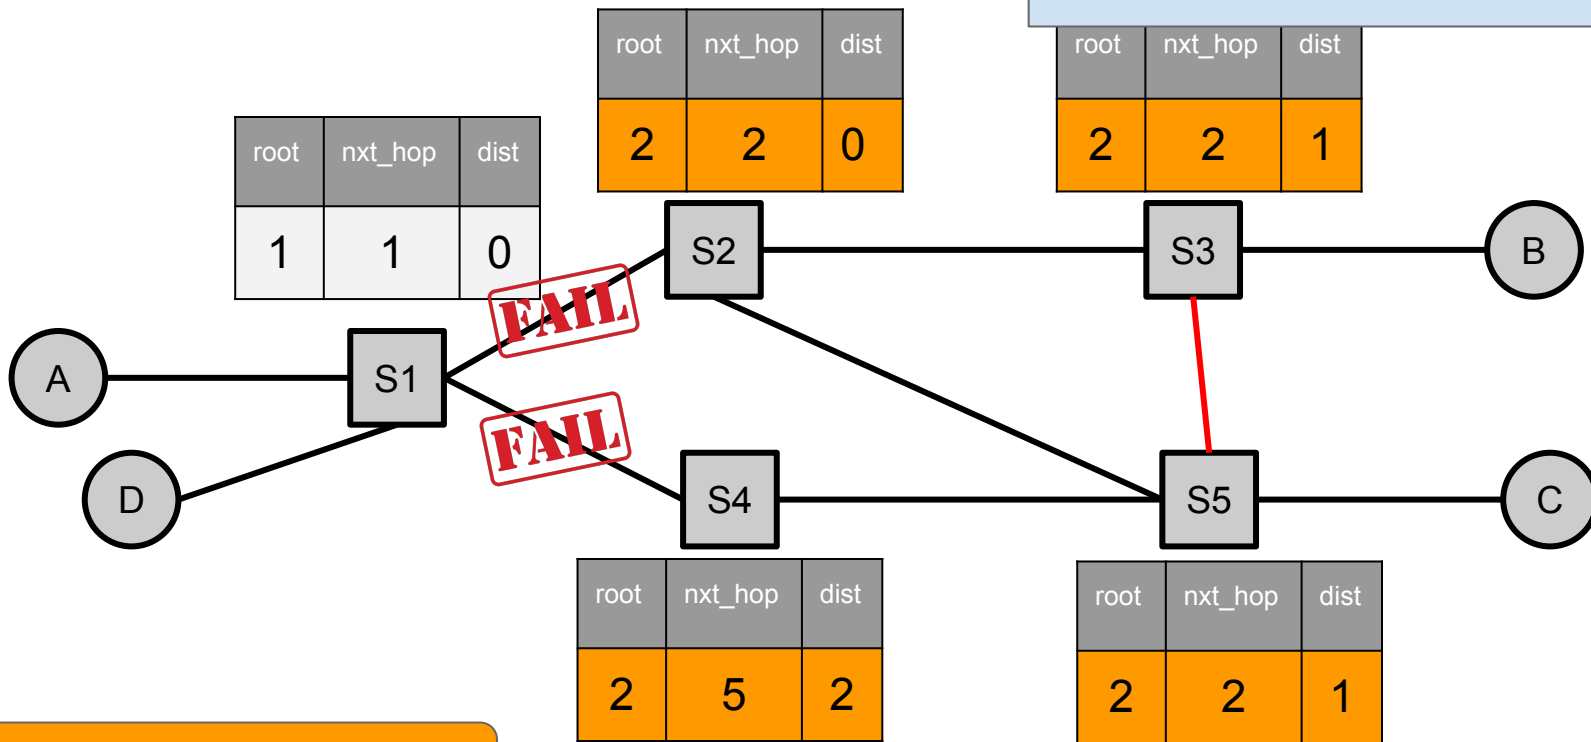 root nxt_hop dist
2 2 0
root nxt_hop dist
2 2 1
root nxt_hop dist
1 1 0
S2
S3
B
FAIL
A
S1
FAIL
D
S4
S5
C
root nxt_hop dist
2 5 2
root nxt_hop dist
2 2 1